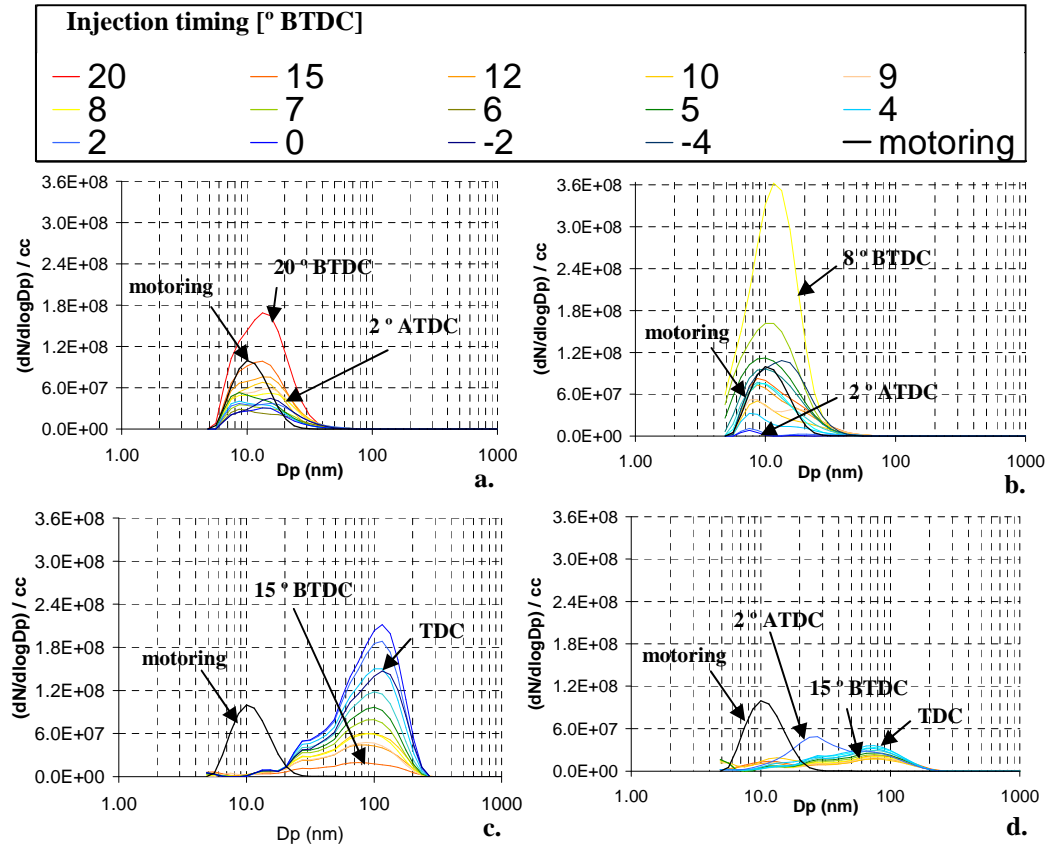 Injection timing [º BTDC]
20 15 12 10 9
8 7 6 5 4
2 0 -2 -4 motoring
(dN/dlogDp) / cc
3.6E+08
3.0E+08
2.4E+08
1.8E+08
1.2E+08
6.0E+07
0.0E+00
20 º BTDC
motoring
2 º ATDC
1.00 10.0 100 1000
Dp (nm)
a.
(dN/dlogDp) / cc
3.6E+08
3.0E+08
2.4E+08
1.8E+08
1.2E+08
6.0E+07
0.0E+00
8 º BTDC
motoring
2 º ATDC
1.00 10.0 100 1000
Dp (nm)
b.
(dN/dlogDp) / cc
3.6E+08
3.0E+08
2.4E+08
1.8E+08
1.2E+08
6.0E+07
0.0E+00
15 º BTDC
TDC
motoring
1.00 10.0 100 1000
Dp (nm)
c.
(dN/dlogDp) / cc
3.6E+08
3.0E+08
2.4E+08
1.8E+08
1.2E+08
6.0E+07
0.0E+00
2 º ATDC
motoring
15 º BTDC
TDC
1.00 10.0 100 1000
Dp (nm)
d.